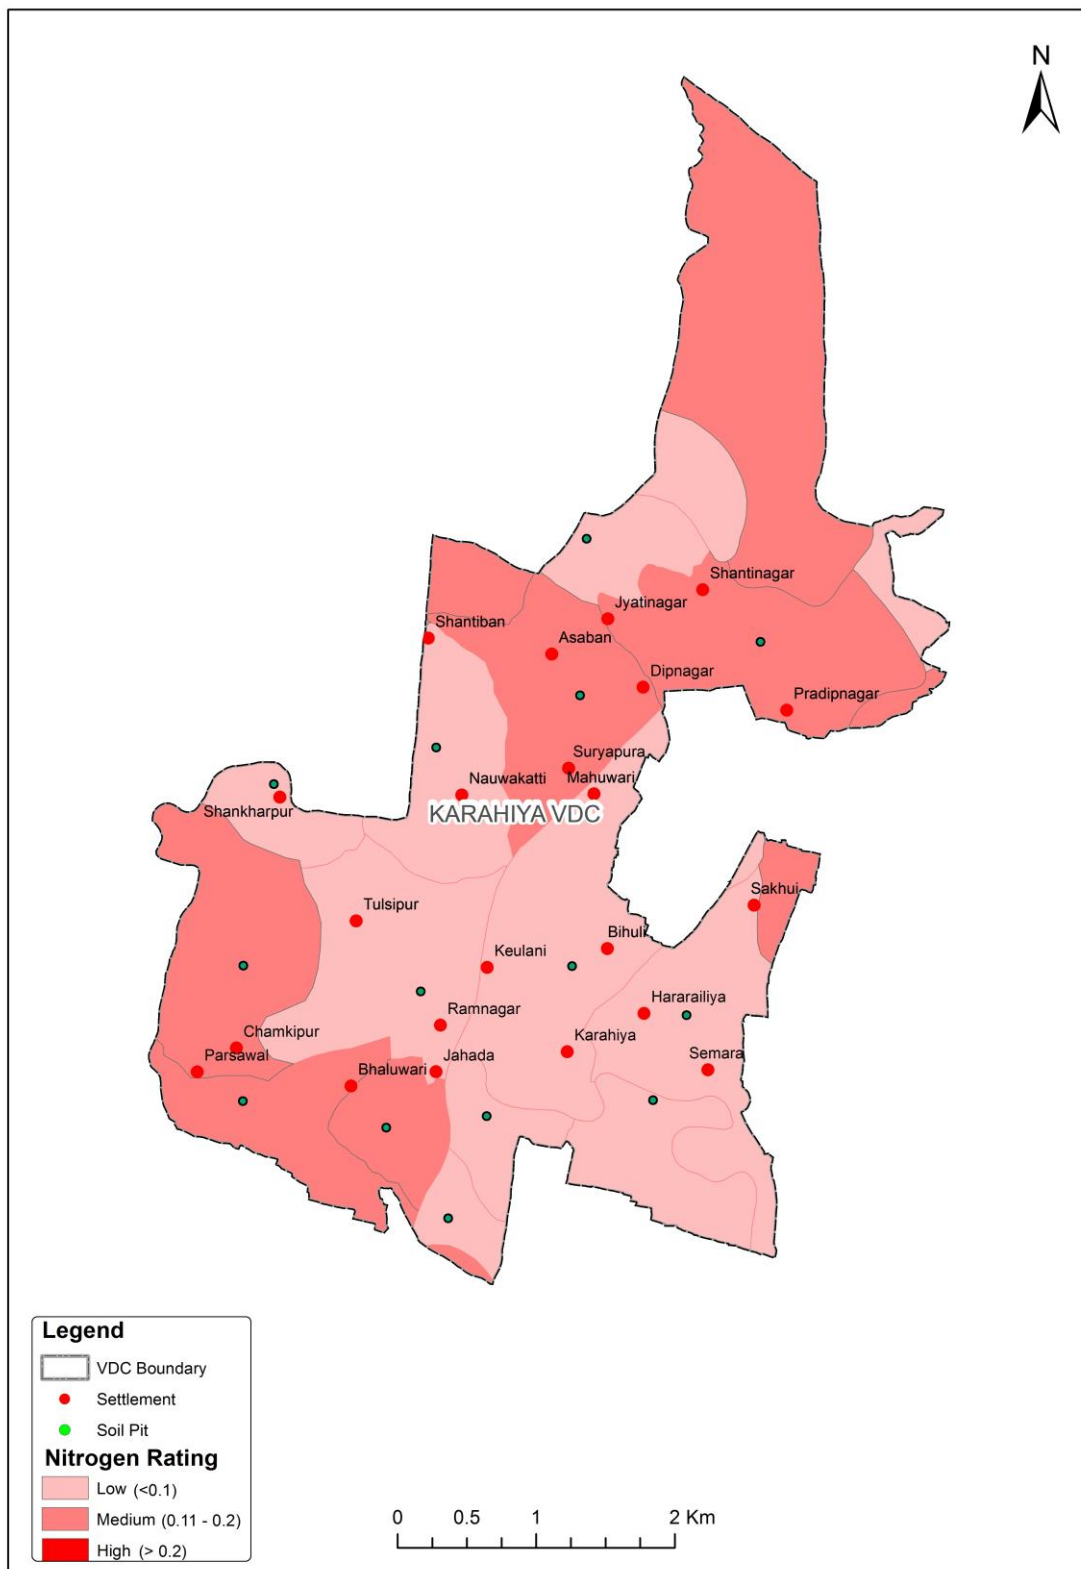 N
Shantinagar
Jyatinagar
Shantiban
Asaban
Dipnagar
Pradipnagar
Suryapura
Nauwakatti
Mahuwari
KARAHIYA VDC
Shankharpur
Sakhui
Tulsipur
Bihuli
Keulani
Ramnagar
Hararailiya
Karahiya
Chamkipur
Parsawal
Bhaluwari
Jahada
Semara
Legend
VDC Boundary
Settlement
Soil Pit
Nitrogen Rating
Low (<0.1)
Medium (0.11 - 0.2)
High (> 0.2)
0 0.5 1 2 Km